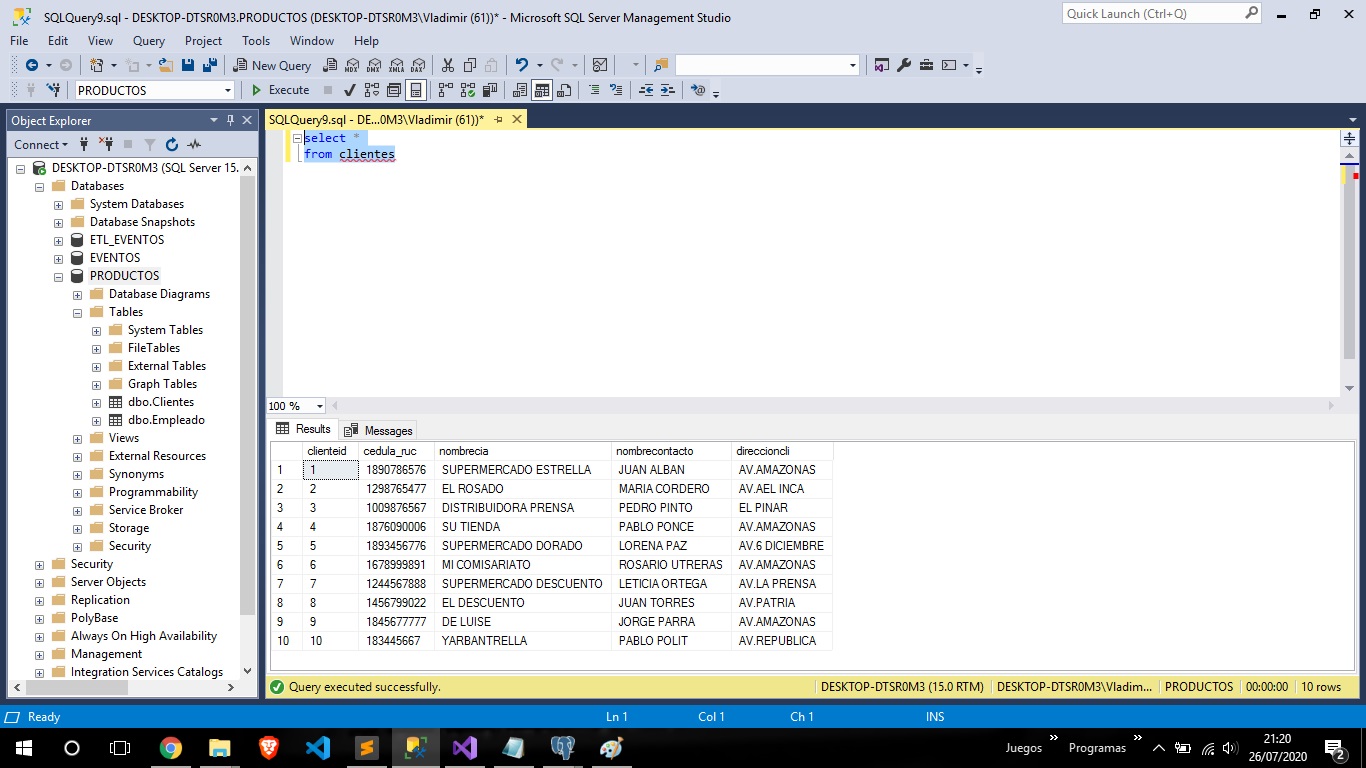 SQLQuery9.sql - DESKTOP-DTSR0M3.PRODUCTOS (DESKTOP-DTSR0M3\Vladimir (61))* - Microsoft SQL Server Management Studio
Quick Launch (Ctrl+Q)
File Edit View Query Project Tools Window Help
New Query MDX DMX XMLA DAX
PRODUCTOS Execute
Object Explorer
SQLQuery9.sql - DE...0M3\Vladimir (61))*
Connect
select *
from clientes
DESKTOP-DTSR0M3 (SQL Server 15.
Databases
System Databases
Database Snapshots
ETL_EVENTOS
EVENTOS
PRODUCTOS
Database Diagrams
Tables
System Tables
FileTables
External Tables
Graph Tables
dbo.Clientes
dbo.Empleado
Views
External Resources
Synonyms
Programmability
Service Broker
Storage
Security
Security
Server Objects
Replication
PolyBase
Always On High Availability
Management
Integration Services Catalogs
100 %
Results Messages
clienteid cedula_ruc nombrecia nombrecontacto direccioncli
1 1 1890786576 SUPERMERCADO ESTRELLA JUAN ALBAN AV.AMAZONAS
2 2 1298765477 EL ROSADO MARIA CORDERO AV.AEL INCA
3 3 1009876567 DISTRIBUIDORA PRENSA PEDRO PINTO EL PINAR
4 4 1876090006 SU TIENDA PABLO PONCE AV.AMAZONAS
5 5 1893456776 SUPERMERCADO DORADO LORENA PAZ AV.6 DICIEMBRE
6 6 1678999891 MI COMISARIATO ROSARIO UTRERAS AV.AMAZONAS
7 7 1244567888 SUPERMERCADO DESCUENTO LETICIA ORTEGA AV.LA PRENSA
8 8 1456799022 EL DESCUENTO JUAN TORRES AV.PATRIA
9 9 1845677777 DE LUISE JORGE PARRA AV.AMAZONAS
10 10 183445667 YARBANTRELLA PABLO POLIT AV.REPUBLICA
Query executed successfully. DESKTOP-DTSR0M3 (15.0 RTM) DESKTOP-DTSR0M3\Vladim... PRODUCTOS 00:00:00 10 rows
Ready Ln 1 Col 1 Ch 1 INS
Juegos Programas 21:20
26/07/2020 2